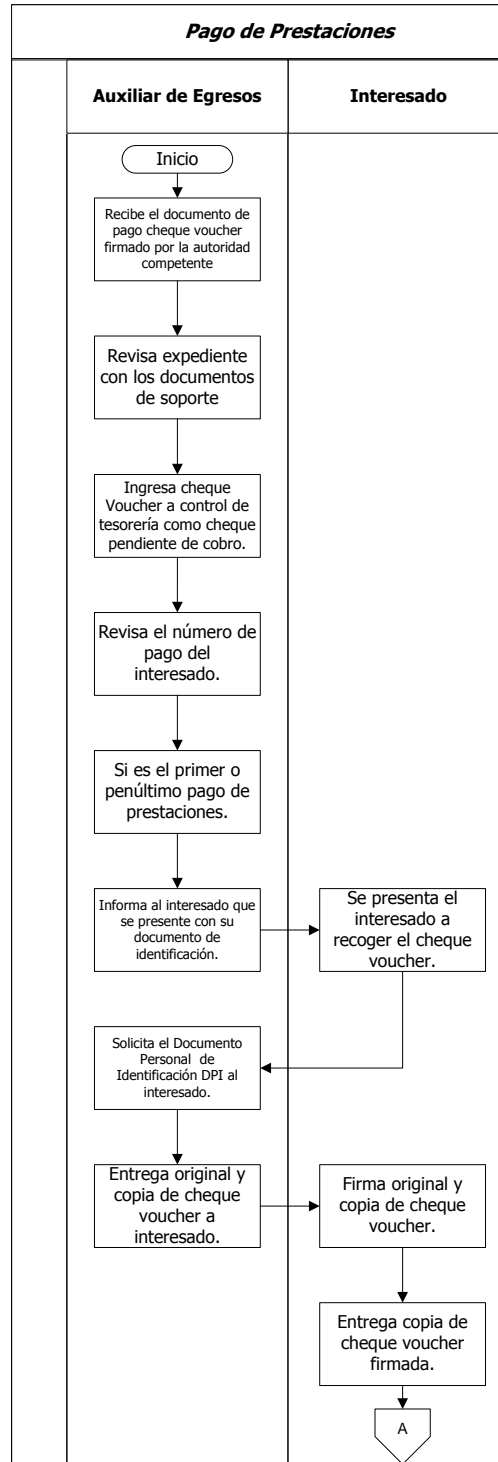 Pago de Prestaciones
Auxiliar de Egresos
Interesado
Inicio
Recibe el documento de
pago cheque voucher
firmado por la autoridad
competente
Revisa expediente
con los documentos
de soporte
Ingresa cheque
Voucher a control de
tesorería como cheque
pendiente de cobro.
Revisa el número de
pago del
interesado.
Si es el primer o
penúltimo pago de
prestaciones.
Informa al interesado que
se presente con su
documento de
identificación.
Se presenta el
interesado a
recoger el cheque
voucher.
Solicita el Documento
Personal de
Identificación DPI al
interesado.
Entrega original y
copia de cheque
voucher a
interesado.
Firma original y
copia de cheque
voucher.
Entrega copia de
cheque voucher
firmada.
A